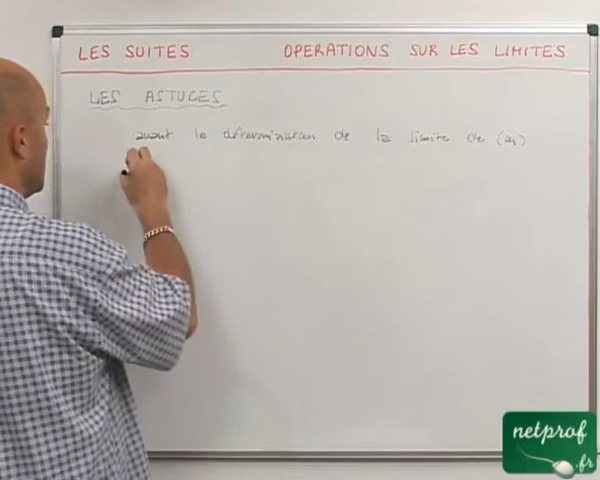 LES SUITES OPERATIONS SUR LES LIMITES
LES ASTUCES
avant la détermination de la limite de (un)
netprof
.fr